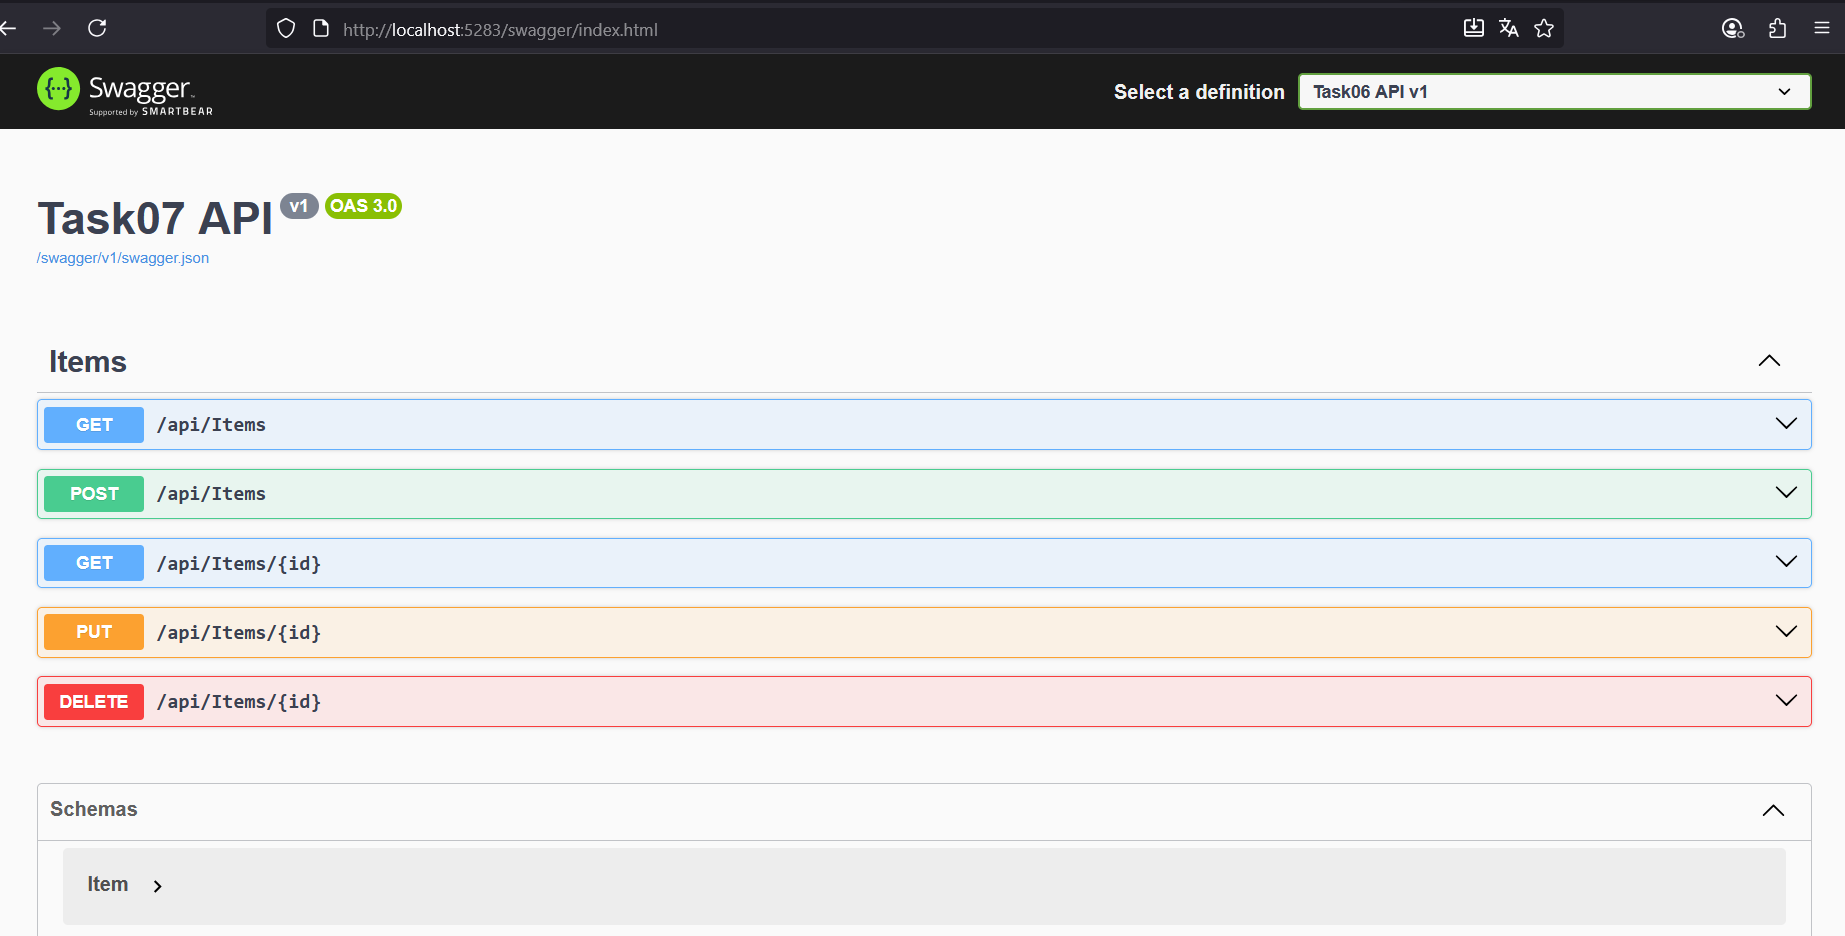 http://localhost:5283/swagger/index.html
{···} Swagger
Supported by SMARTBEAR
Select a definition
Task06 API v1
Task07 API v1 OAS 3.0
/swagger/v1/swagger.json
Items
GET /api/Items
POST /api/Items
GET /api/Items/{id}
PUT /api/Items/{id}
DELETE /api/Items/{id}
Schemas
Item